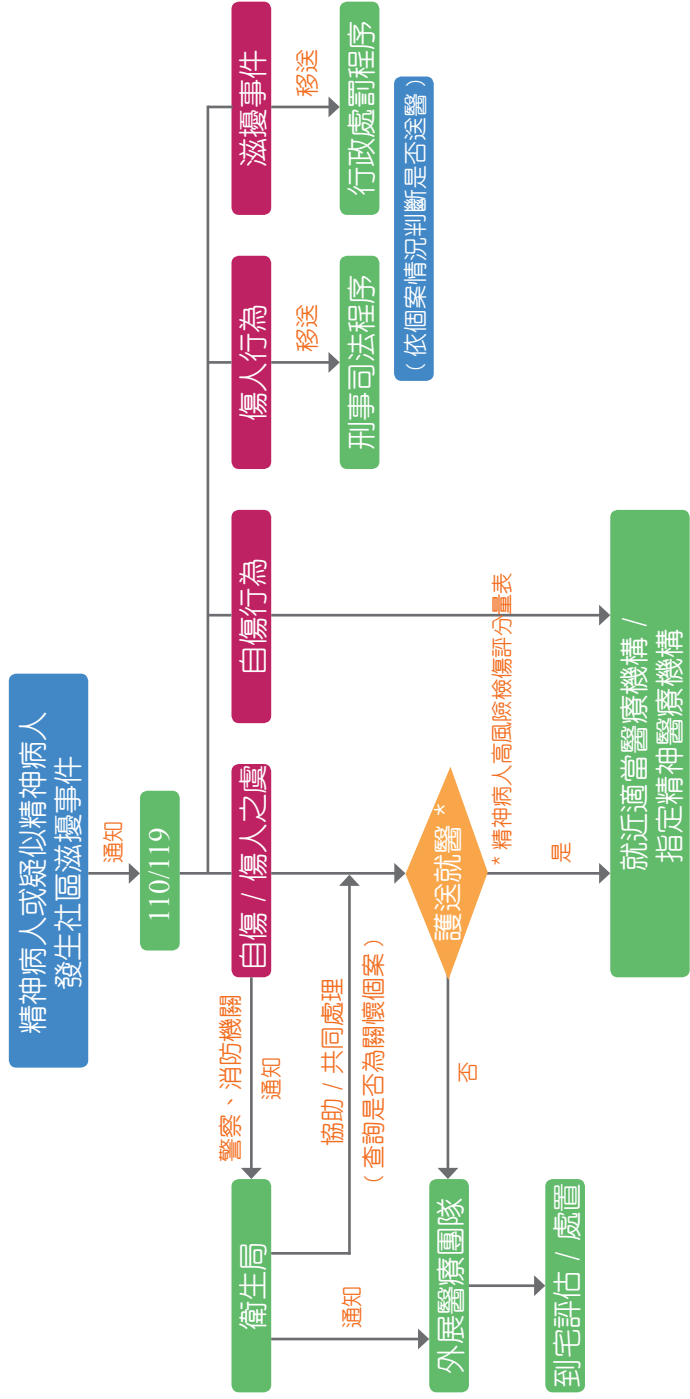 精神病人或疑似精神病人
發生社區滋擾事件
通知
110/119
自傷 / 傷人之虞
自傷行為
傷人行為
滋擾事件
警察、消防機關
通知
移送
移送
衛生局
協助 / 共同處理
( 查詢是否為關懷個案 )
刑事司法程序
行政處罰程序
( 依個案情況判斷是否送醫 )
通知
護送就醫 *
* 精神病人高風險檢傷評分量表
否
是
外展醫療團隊
到宅評估 / 處置
就近適當醫療機構 /
指定精神醫療機構